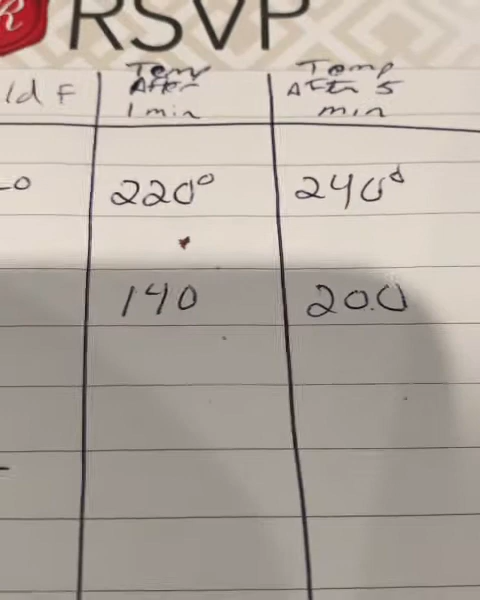 RSVP
ld F
Temp After 1 min
Temp After 5 min
220° 240°
140 200